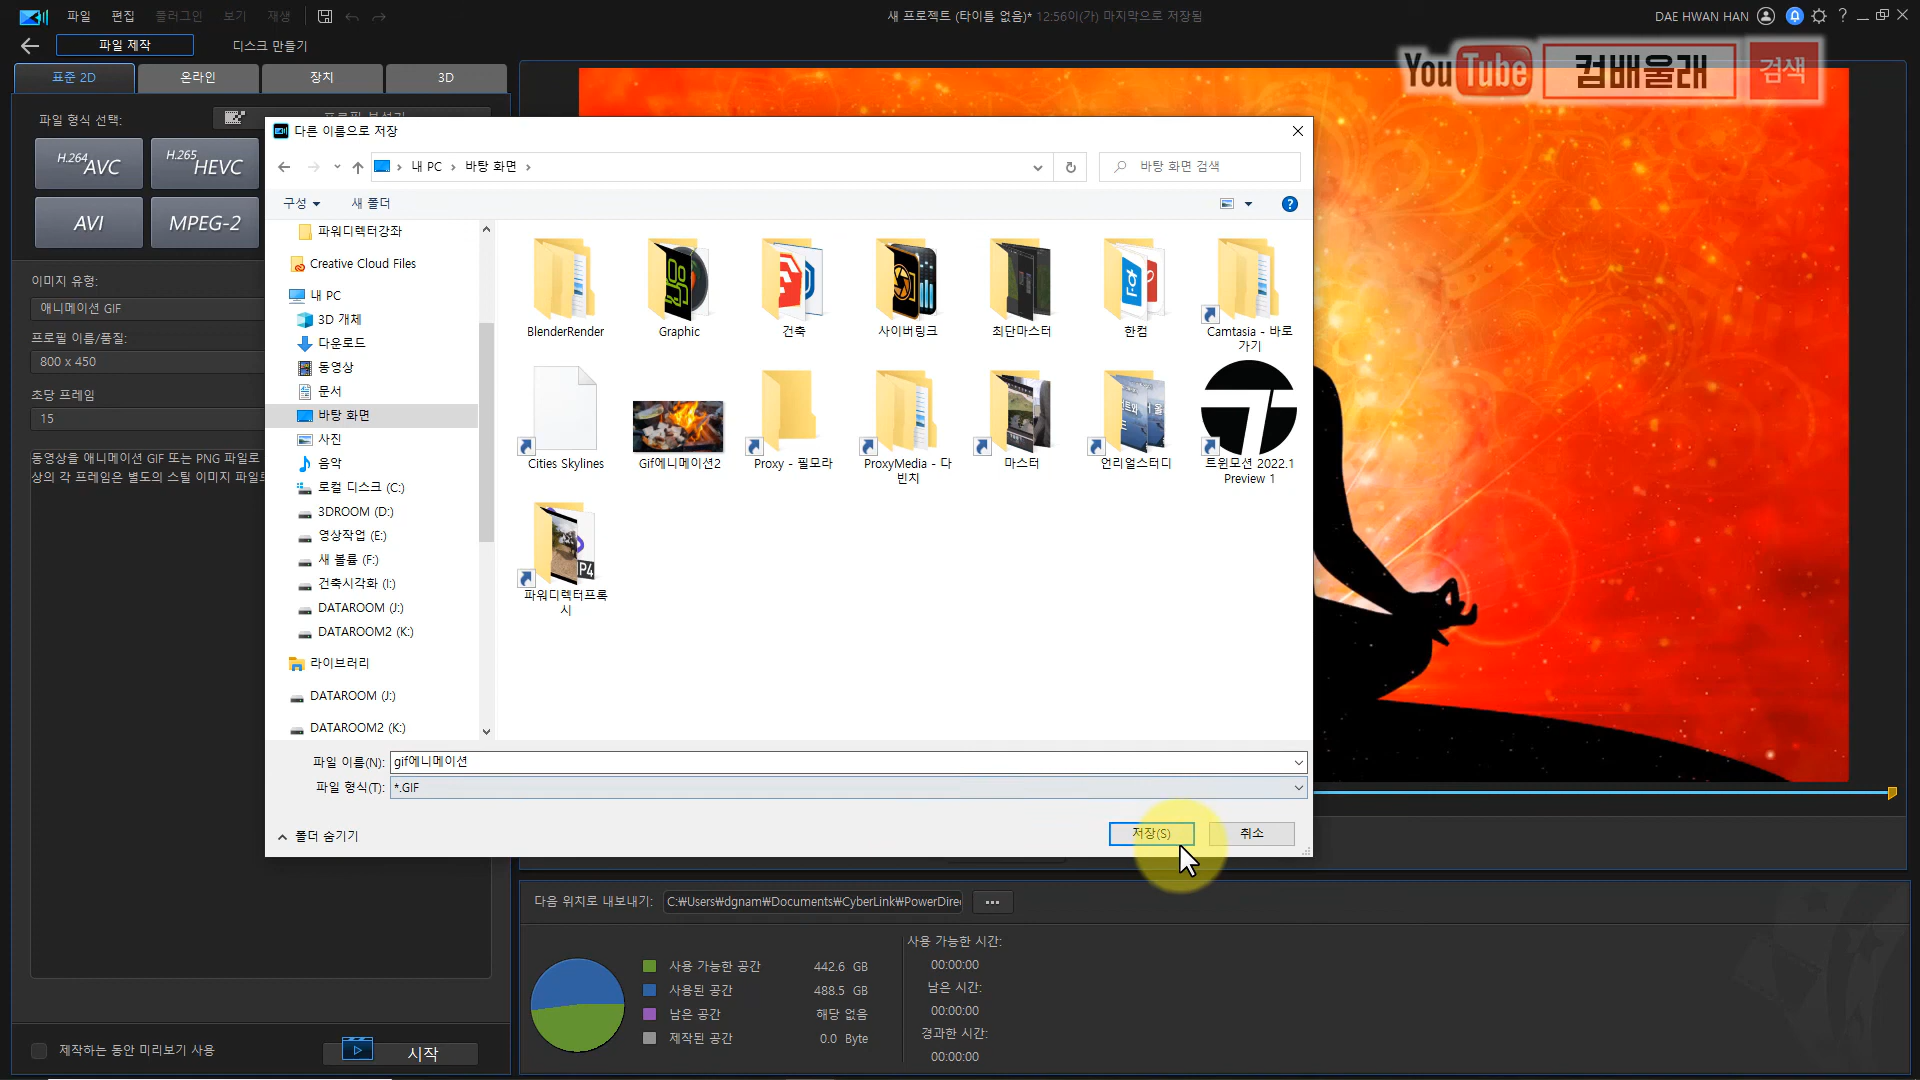 파일 편집 플러그인 보기 재생
새 프로젝트 (타이틀 없음)* 12:56이(가) 마지막으로 저장됨
DAE HWAN HAN
파일 제작 디스크 만들기
표준 2D 온라인 장치 3D
YouTube 컴배울래 검색
파일 형식 선택:
H.264 AVC
H.265 HEVC
AVI
MPEG-2
이미지 유형:
애니메이션 GIF
프로필 이름/품질:
800 x 450
초당 프레임
15
동영상을 애니메이션 GIF 또는 PNG 파일로
상의 각 프레임은 별도의 스틸 이미지 파일로
다른 이름으로 저장
내 PC > 바탕 화면 >
바탕 화면 검색
구성 새 폴더
파워디렉터강좌
Creative Cloud Files
내 PC
3D 개체
다운로드
동영상
문서
바탕 화면
사진
음악
로컬 디스크 (C:)
3DROOM (D:)
영상작업 (E:)
새 볼륨 (F:)
건축시각화 (I:)
DATAROOM (J:)
DATAROOM2 (K:)
라이브러리
DATAROOM (J:)
DATAROOM2 (K:)
BlenderRender
Graphic
건축
사이버링크
최단마스터
한컴
Camtasia - 바로
가기
Cities Skylines
Gif에니메이션2
Proxy - 필모라
ProxyMedia - 다
빈치
마스터
언리얼스터디
트윈모션 2022.1
Preview 1
파워디렉터프록
시
파일 이름(N): gif에니메이션
파일 형식(T): *.GIF
폴더 숨기기
저장(S) 취소
다음 위치로 내보내기: C:₩Users₩dgnam₩Documents₩CyberLink₩PowerDire
사용 가능한 공간 442.6 GB
사용된 공간 488.5 GB
남은 공간 해당 없음
제작된 공간 0.0 Byte
사용 가능한 시간:
00:00:00
남은 시간:
00:00:00
경과한 시간:
00:00:00
제작하는 동안 미리보기 사용
시작